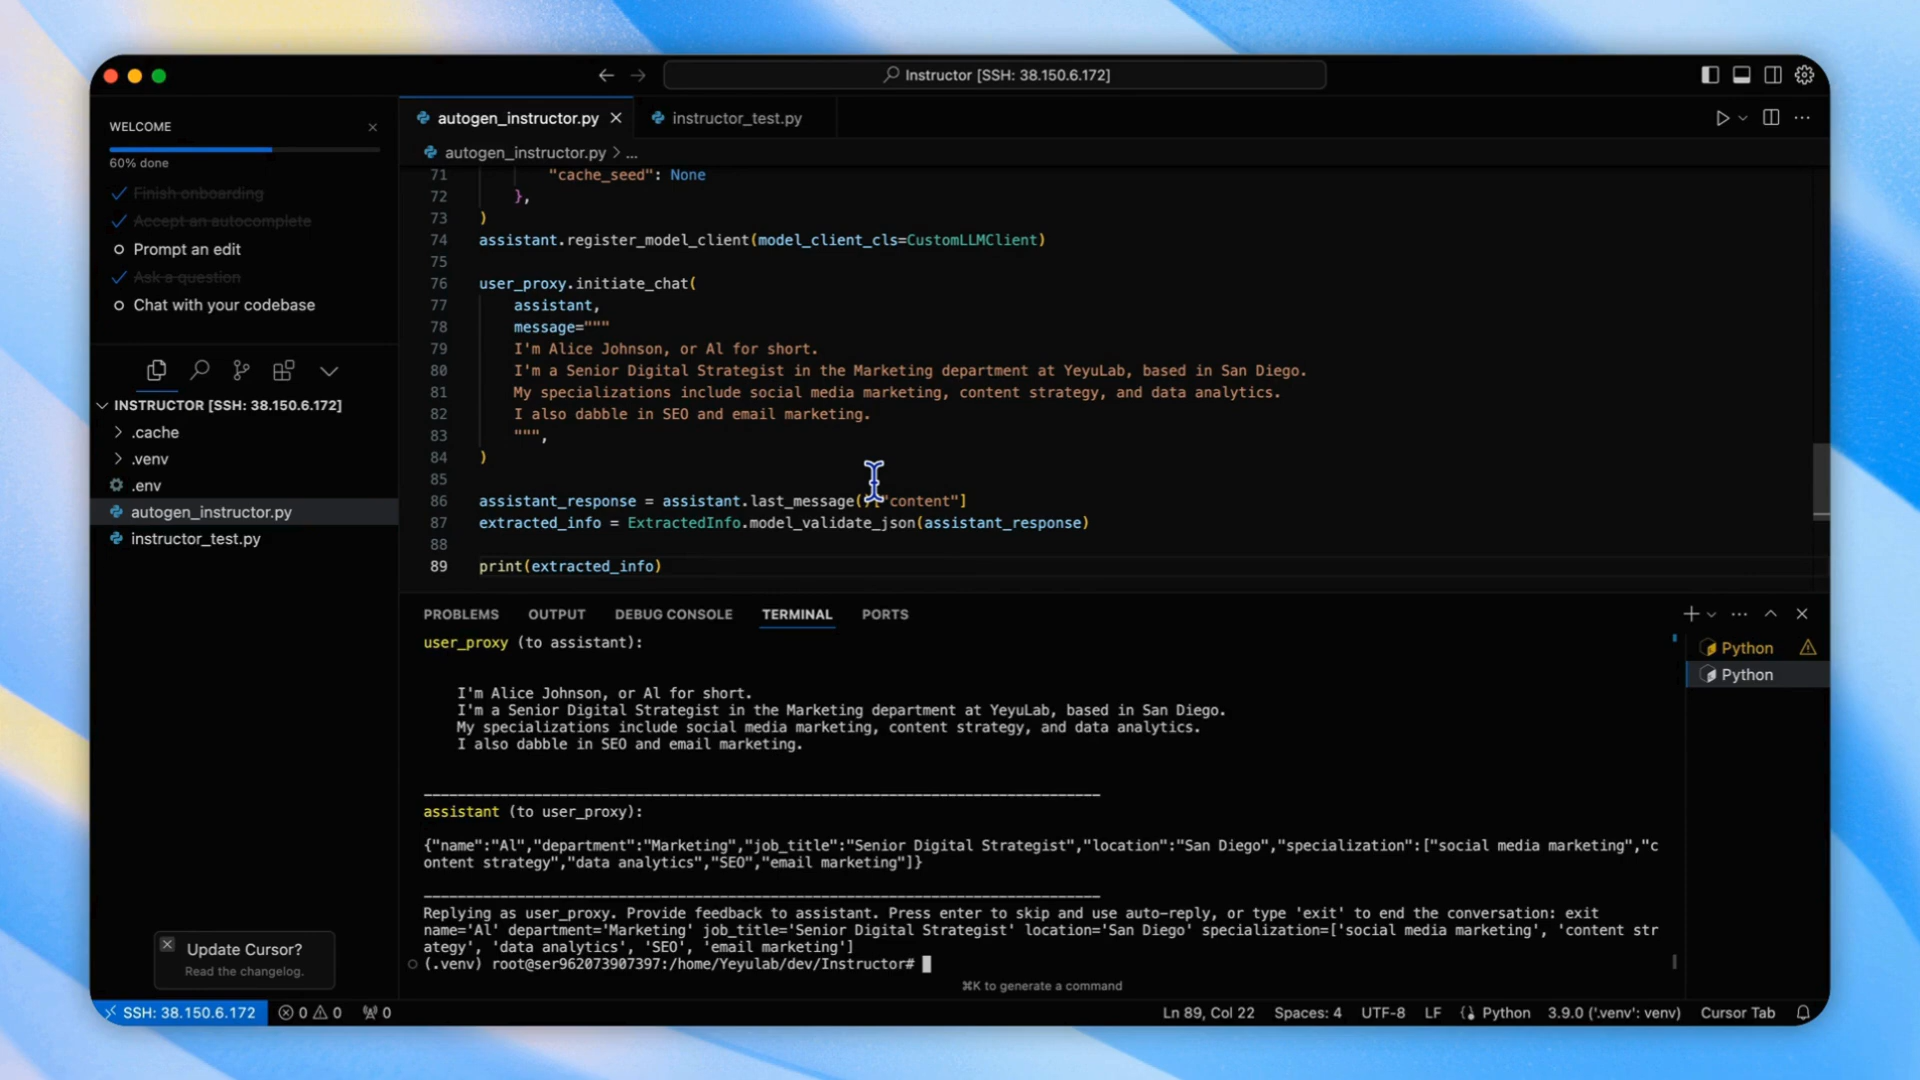 Instructor [SSH: 38.150.6.172]
WELCOME
60% done
Finish onboarding
Accept an autocomplete
Prompt an edit
Ask a question
Chat with your codebase
INSTRUCTOR [SSH: 38.150.6.172]
.cache
.venv
.env
autogen_instructor.py
instructor_test.py
Update Cursor?
Read the changelog.
autogen_instructor.py
instructor_test.py
autogen_instructor.py > ...
71 "cache_seed": None
72 },
73 )
74 assistant.register_model_client(model_client_cls=CustomLLMClient)
75
76 user_proxy.initiate_chat(
77 assistant,
78 message="""
79 I'm Alice Johnson, or Al for short.
80 I'm a Senior Digital Strategist in the Marketing department at YeyuLab, based in San Diego.
81 My specializations include social media marketing, content strategy, and data analytics.
82 I also dabble in SEO and email marketing.
83 """,
84 )
85
86 assistant_response = assistant.last_message()["content"]
87 extracted_info = ExtractedInfo.model_validate_json(assistant_response)
88
89 print(extracted_info)
PROBLEMS OUTPUT DEBUG CONSOLE TERMINAL PORTS
user_proxy (to assistant):
I'm Alice Johnson, or Al for short.
I'm a Senior Digital Strategist in the Marketing department at YeyuLab, based in San Diego.
My specializations include social media marketing, content strategy, and data analytics.
I also dabble in SEO and email marketing.
--------------------------------------------------------------------------------
assistant (to user_proxy):
{"name":"Al","department":"Marketing","job_title":"Senior Digital Strategist","location":"San Diego","specialization":["social media marketing","c
ontent strategy","data analytics","SEO","email marketing"]}
--------------------------------------------------------------------------------
Replying as user_proxy. Provide feedback to assistant. Press enter to skip and use auto-reply, or type 'exit' to end the conversation: exit
name='Al' department='Marketing' job_title='Senior Digital Strategist' location='San Diego' specialization=['social media marketing', 'content str
ategy', 'data analytics', 'SEO', 'email marketing']
(.venv) root@ser962073907397:/home/Yeyulab/dev/Instructor#
⌘K to generate a command
Python
Python
SSH: 38.150.6.172 0 0 0 Ln 89, Col 22 Spaces: 4 UTF-8 LF Python 3.9.0 ('.venv': venv) Cursor Tab